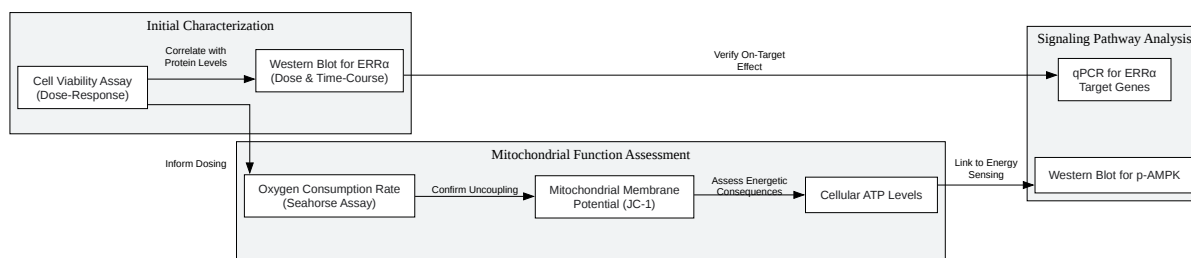 Initial Characterization
Correlate with
Protein Levels
Cell Viability Assay
(Dose-Response)
Western Blot for ERRα
(Dose & Time-Course)
Verify On-Target
Effect
Signaling Pathway Analysis
qPCR for ERRα
Target Genes
Inform Dosing
Mitochondrial Function Assessment
Oxygen Consumption Rate
(Seahorse Assay)
Confirm Uncoupling
Mitochondrial Membrane
Potential (JC-1)
Assess Energetic
Consequences
Cellular ATP Levels
Link to Energy
Sensing
Western Blot for p-AMPK